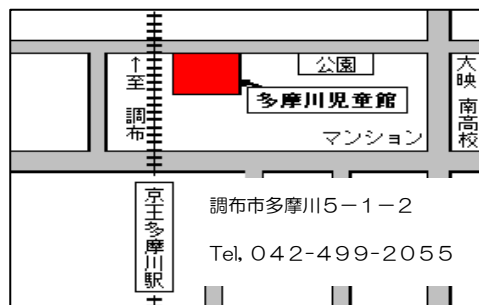 ↑至調布
公園
多摩川児童館
大映
南高校
マンション
京王多摩川駅
調布市多摩川5－1－2
Tel, 042-499-2055